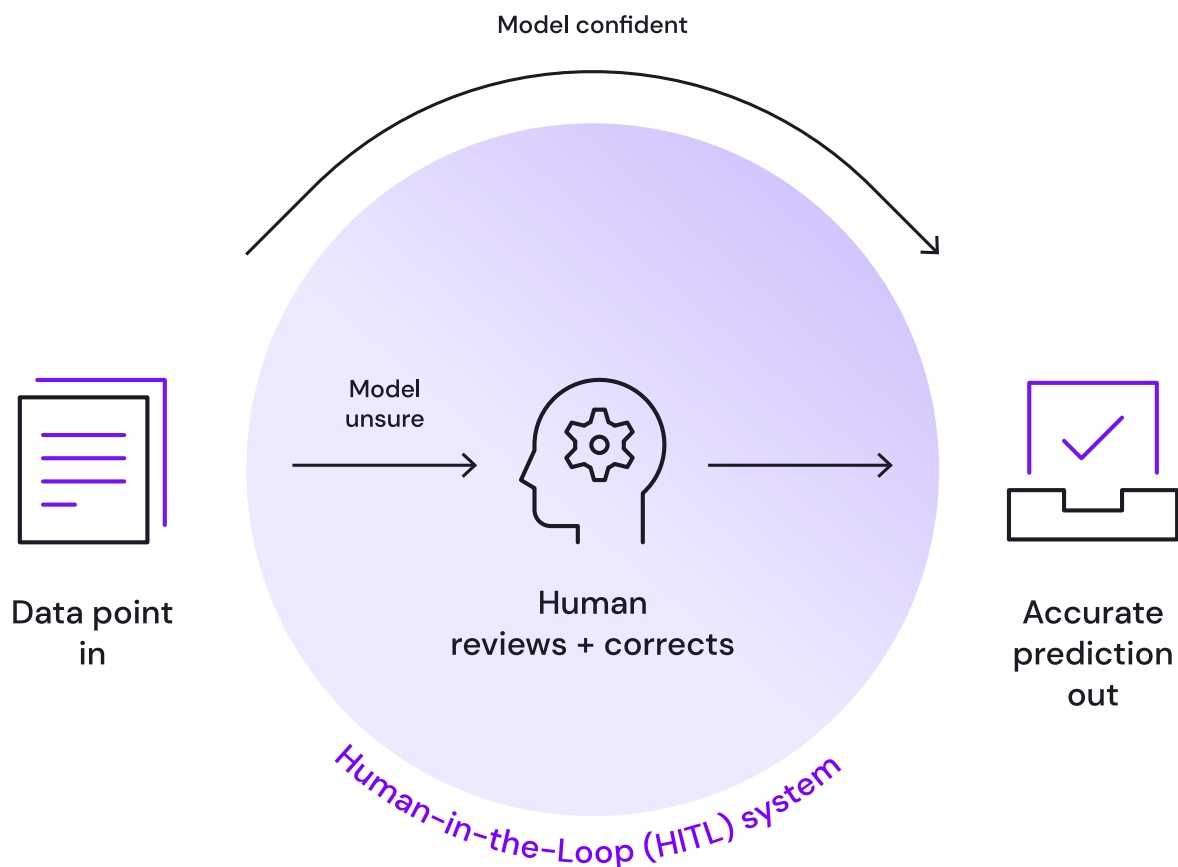 Model confident
Model
unsure
Data point
in
Human
reviews + corrects
Accurate
prediction
out
Human-in-the-Loop (HITL) system